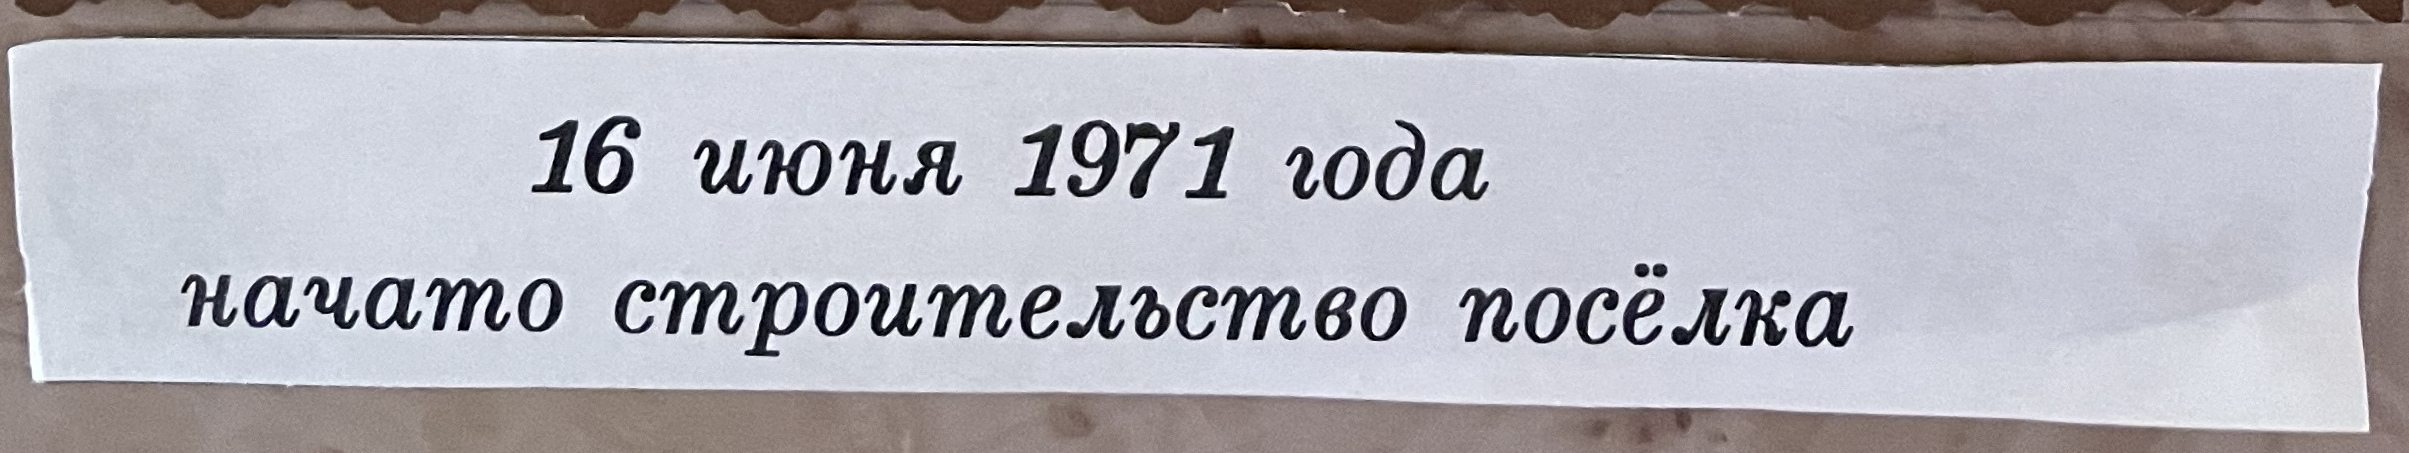 16 июня 1971 года
начато строительство посёлка